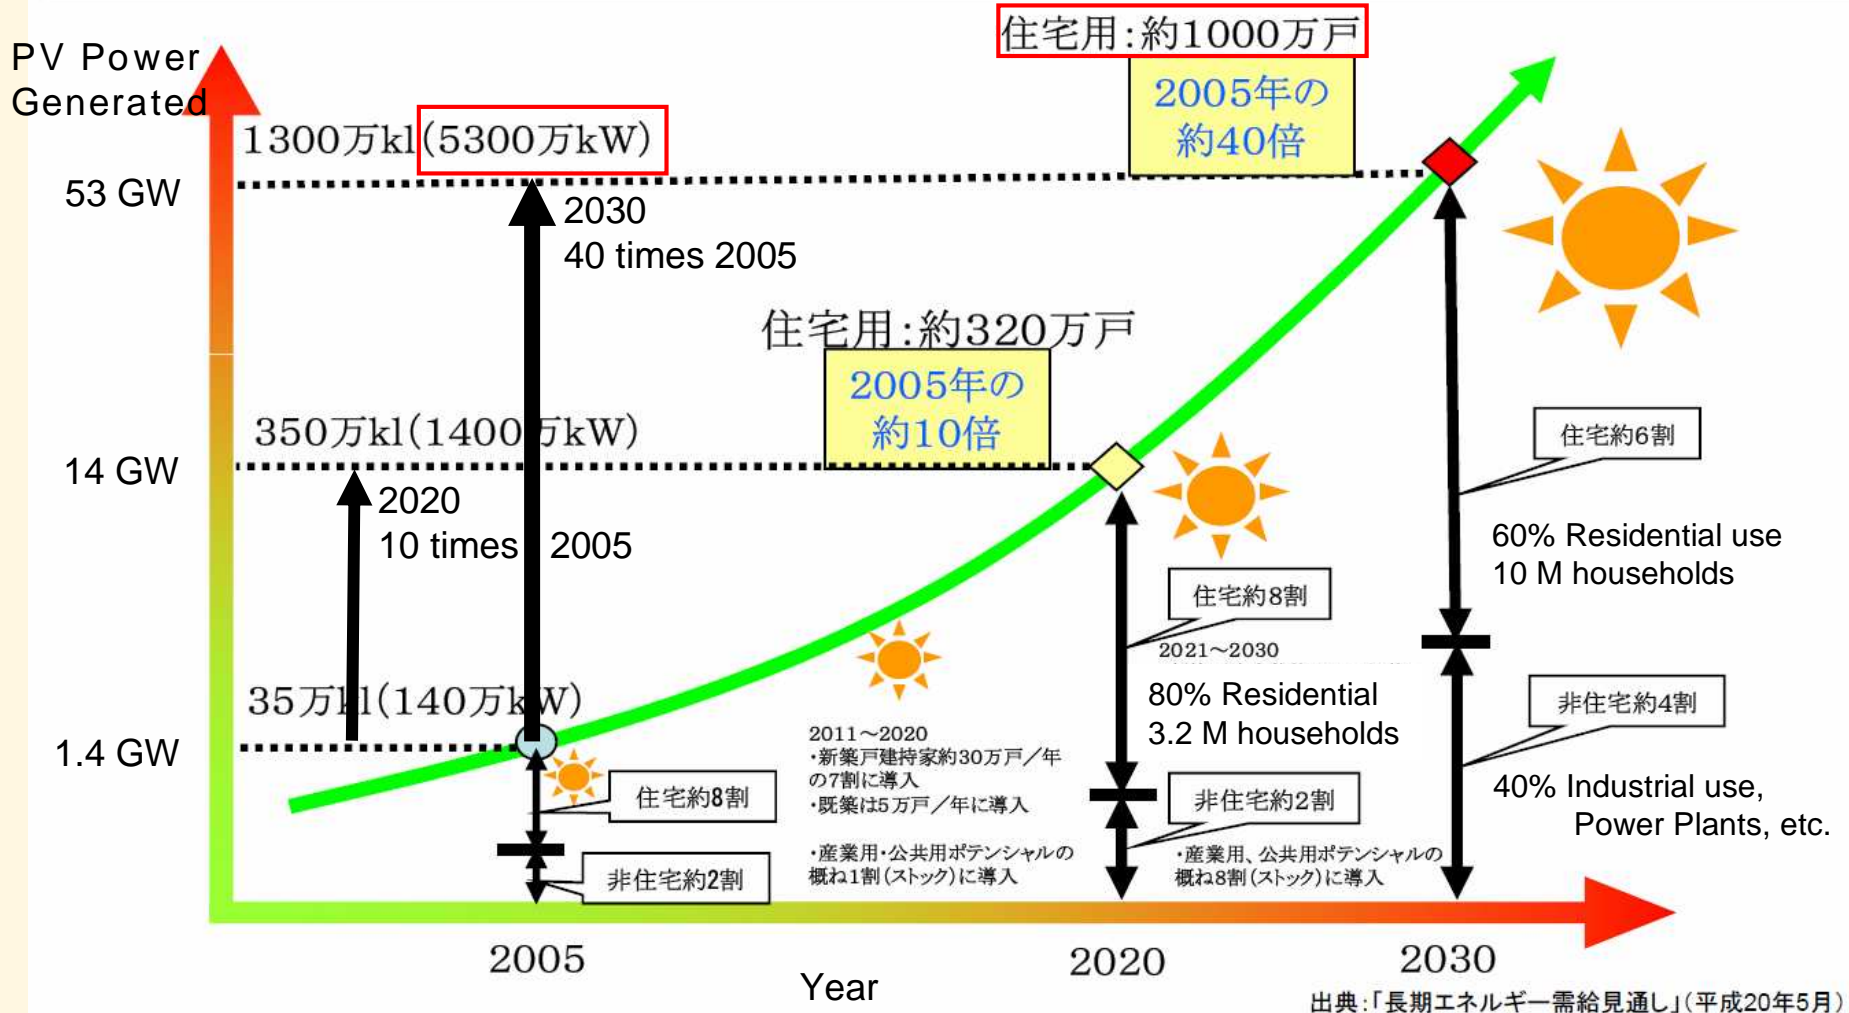 住宅用:約1000万戸
PV Power
Generated
2005年の
約40倍
1300万kl(5300万kW)
53 GW
2030
40 times 2005
住宅用:約320万戸
2005年の
約10倍
350万kl(1400万kW)
14 GW
2020
10 times 2005
住宅約6割
60% Residential use
10 M households
住宅約8割
2021～2030
80% Residential
3.2 M households
35万kl(140万kW)
1.4 GW
非住宅約4割
40% Industrial use,
Power Plants, etc.
2011～2020
・新築戸建持家約30万戸／年
の7割に導入
・既築は5万戸／年に導入
住宅約8割
非住宅約2割
・産業用・公共用ポテンシャルの
概ね1割(ストック)に導入
非住宅約2割
・産業用、公共用ポテンシャルの
概ね8割(ストック)に導入
2005
2020
2030
Year
出典:「長期エネルギー需給見通し」(平成20年5月)